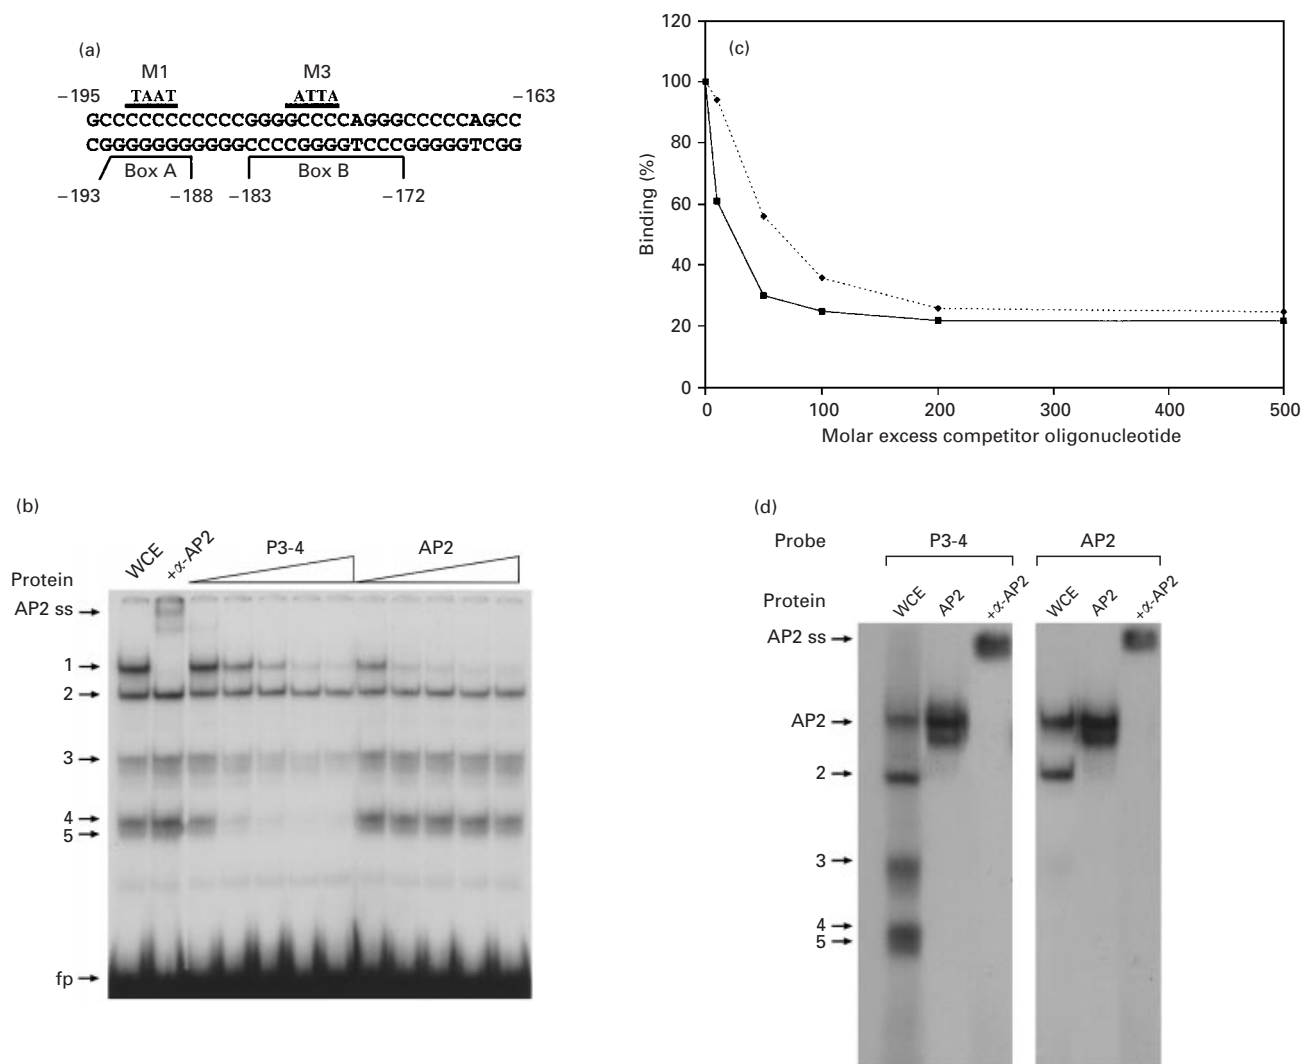 (a)
M1 M3
−195 TAAT ATTA −163
GCCCCCCCCCCCCGGGGGCCCCAGGGCCCCCAGCC
CGGGGGGGGGGGGCCCCCGGGGTCCCGGGGGTCGG
Box A Box B
−193 −188 −183 −172
(c)
120
100
80
60
40
20
0
Binding (%)
0 100 200 300 400 500
Molar excess competitor oligonucleotide
(b)
WCE +α-AP2 P3-4 AP2
Protein
AP2 ss
1
2
3
4
5
fp
(d)
Probe P3-4 AP2
Protein WCE AP2 +α-AP2 WCE AP2 +α-AP2
AP2 ss
AP2
2
3
4
5